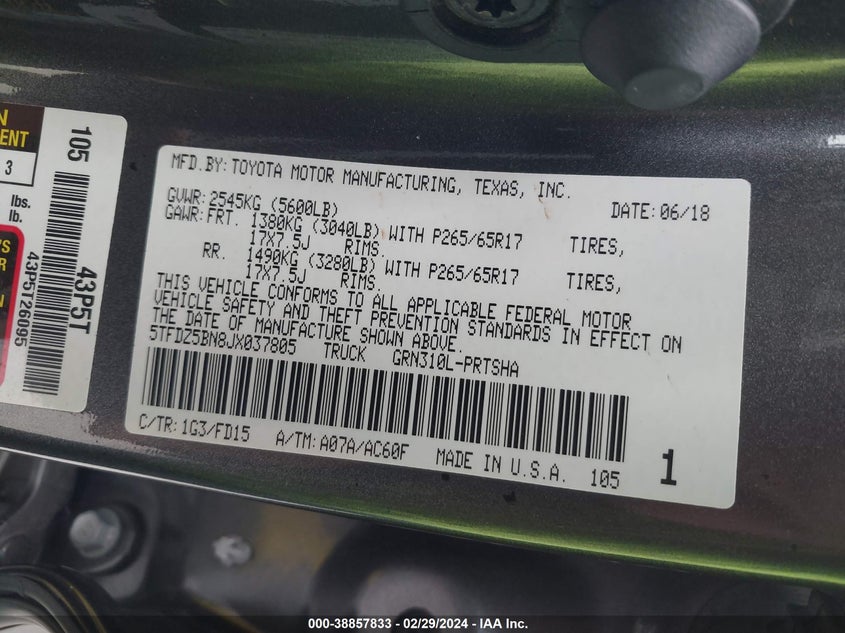 N
ENT
3
lbs.
lb.
'S
R
N
105
43P5T
43P5T26095
MFD.BY: TOYOTA MOTOR MANUFACTURING, TEXAS, INC.
GVWR: 2545KG (5600LB) DATE: 06/18
GAWR: FRT. 1380KG (3040LB) WITH P265/65R17 TIRES,
17X7.5J RIMS.
RR. 1490KG (3280LB) WITH P265/65R17 TIRES,
17X7.5J RIMS.
THIS VEHICLE CONFORMS TO ALL APPLICABLE FEDERAL MOTOR
VEHICLE SAFETY AND THEFT PREVENTION STANDARDS IN EFFECT ON
THE DATE OF MANUFACTURE SHOWN ABOVE.
5TFDZ5BN8JX037805 TRUCK GRN310L-PRTSHA
C/TR: 1G3/FD15 A/TM: A07A/AC60F MADE IN U.S.A. 105 1
000-38857833 - 02/29/2024 - IAA Inc.